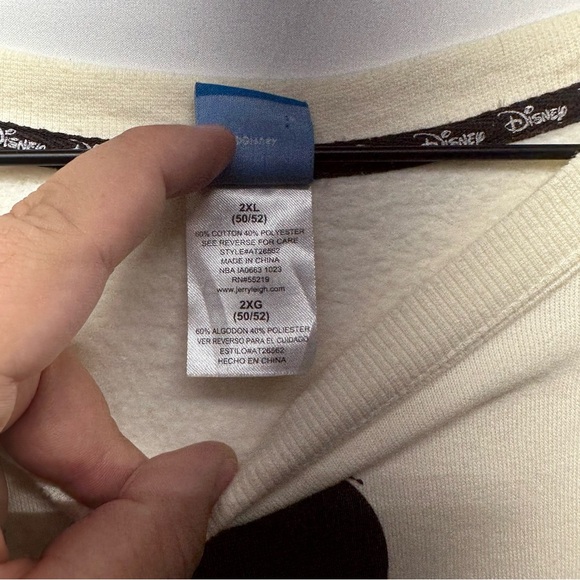 Disney
Disney
Disney
©Disney
2XL
(50/52)
60% COTTON 40% POLYESTER
SEE REVERSE FOR CARE
STYLE#AT26562
MADE IN CHINA
NBA IA0663 1023
RN#55219
www.jerryleigh.com
2XG
(50/52)
60% ALGODON 40% POLIESTER
VER REVERSO PARA EL CUIDADO
ESTILO#AT26562
HECHO EN CHINA